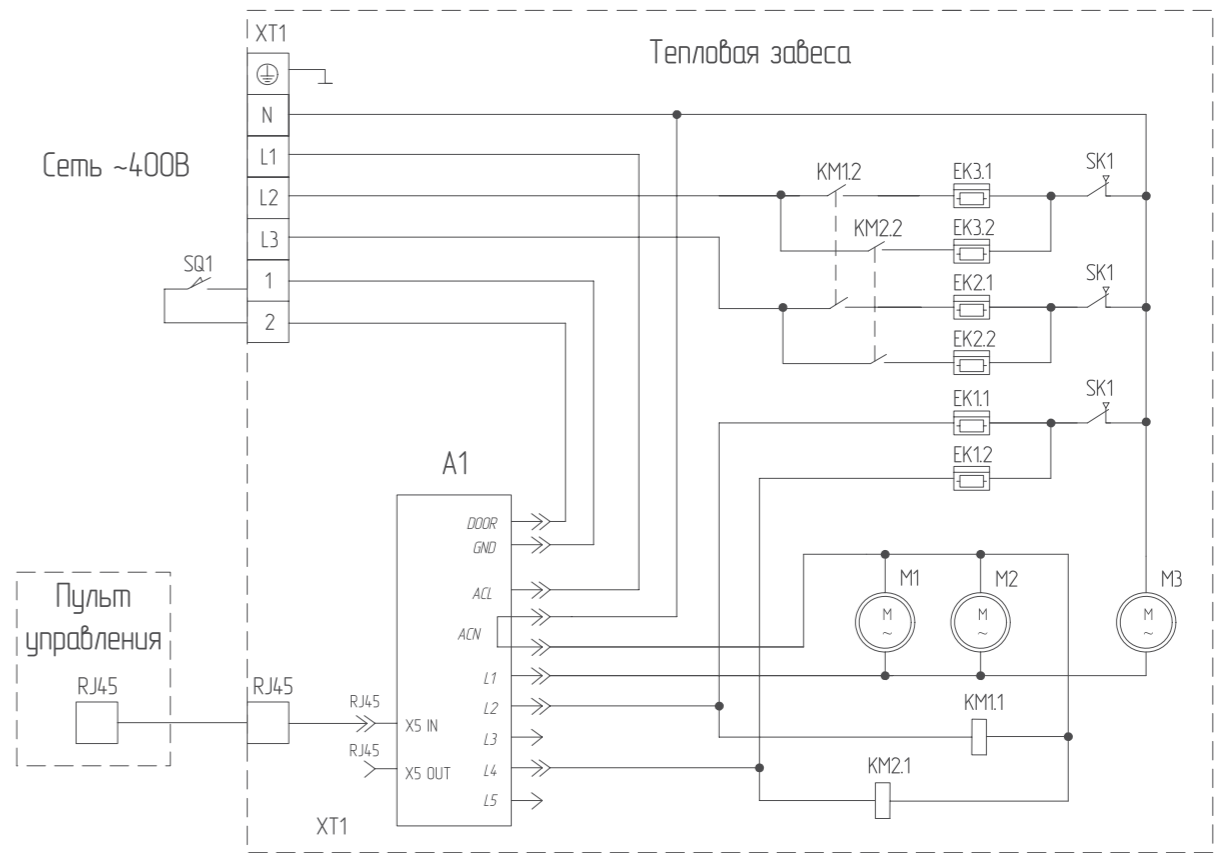 XT1
Тепловая завеса
N
L1
L2
L3
1
2
Сеть ~400В
SQ1
KM1.2
EK3.1
SK1
KM2.2
EK3.2
EK2.1
SK1
EK2.2
EK1.1
SK1
EK1.2
A1
DOOR
GND
ACL
ACN
L1
L2
L3
L4
L5
X5 IN
X5 OUT
RJ45
RJ45
M1
M
~
M2
M
~
M3
M
~
KM1.1
KM2.1
Пульт
управления
RJ45
RJ45
XT1